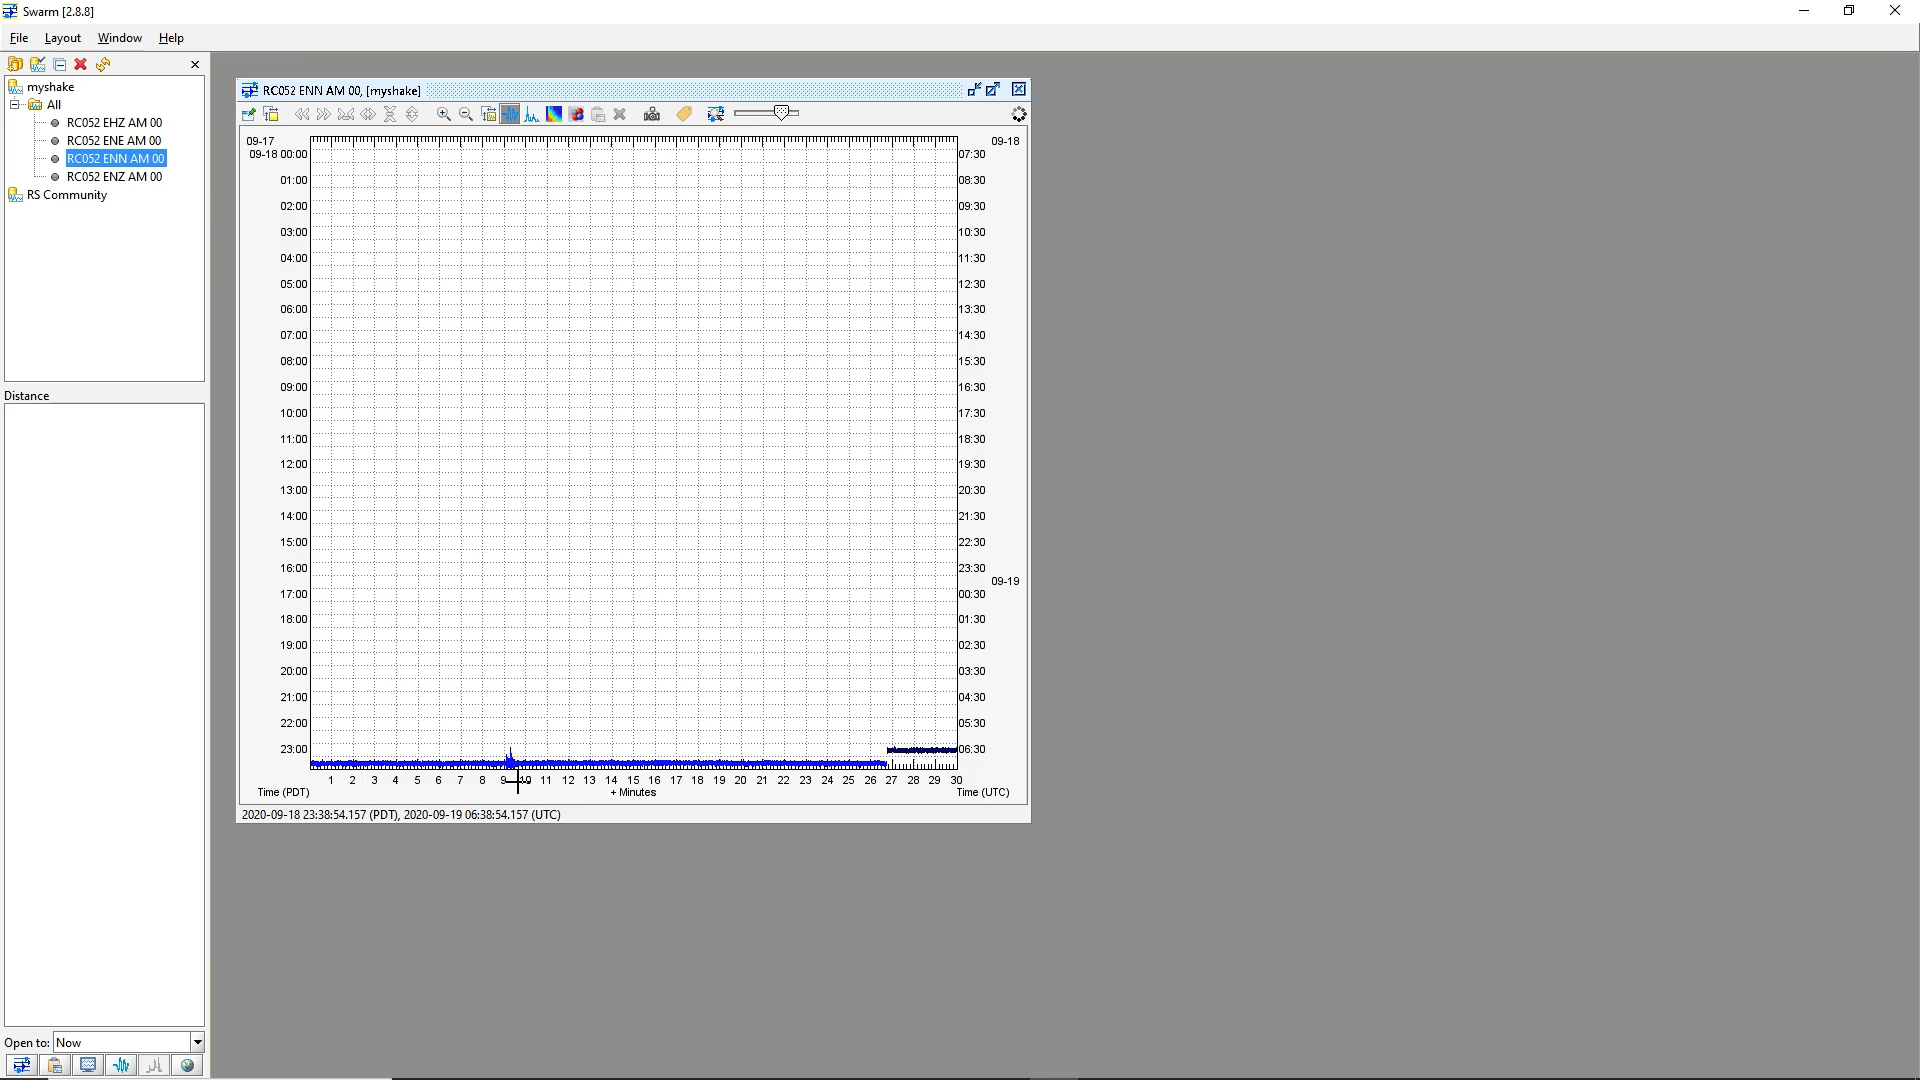 Swarm [2.8.8]
File Layout Window Help
myshake
All
RC052 EHZ AM 00
RC052 ENE AM 00
RC052 ENN AM 00
RC052 ENZ AM 00
RS Community
Distance
Open to: Now
RC052 ENN AM 00, [myshake]
09-17 09-18
09-18 00:00 07:30
01:00 08:30
02:00 09:30
03:00 10:30
04:00 11:30
05:00 12:30
06:00 13:30
07:00 14:30
08:00 15:30
09:00 16:30
10:00 17:30
11:00 18:30
12:00 19:30
13:00 20:30
14:00 21:30
15:00 22:30
16:00 23:30
09-19
17:00 00:30
18:00 01:30
19:00 02:30
20:00 03:30
21:00 04:30
22:00 05:30
23:00 06:30
1 2 3 4 5 6 7 8 9 10 11 12 13 14 15 16 17 18 19 20 21 22 23 24 25 26 27 28 29 30
Time (PDT) + Minutes Time (UTC)
2020-09-18 23:38:54.157 (PDT), 2020-09-19 06:38:54.157 (UTC)